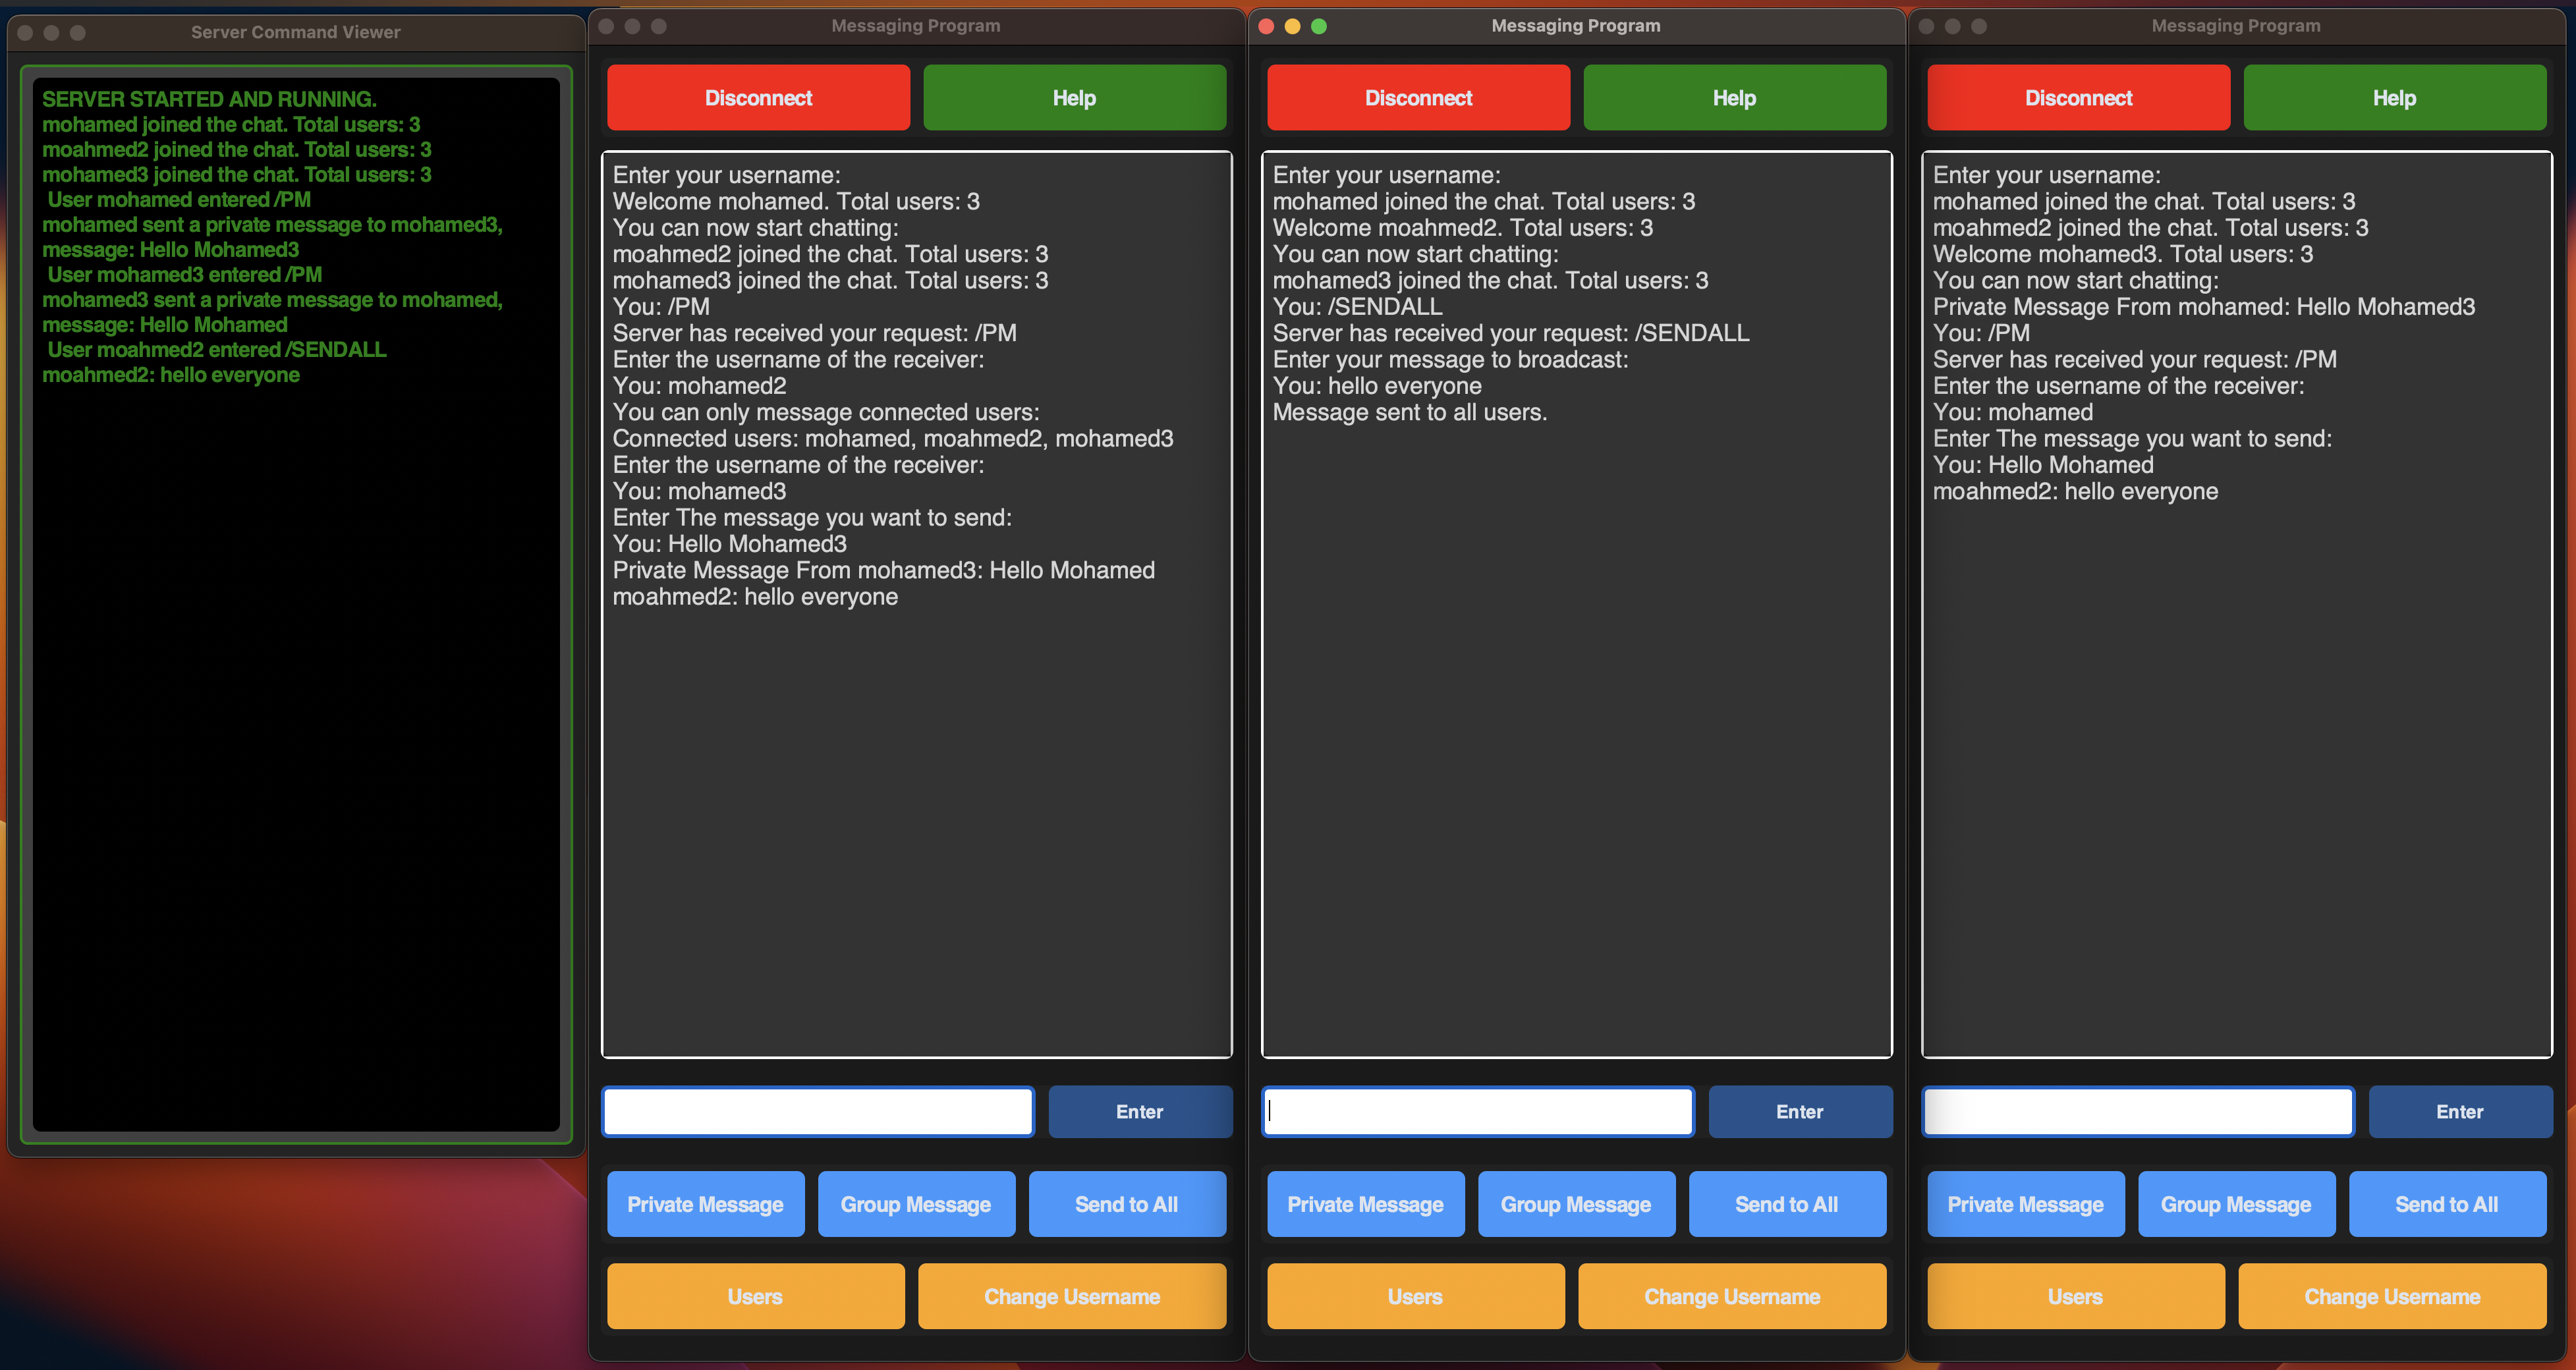 Server Command Viewer
SERVER STARTED AND RUNNING.
mohamed joined the chat. Total users: 3
moahmed2 joined the chat. Total users: 3
mohamed3 joined the chat. Total users: 3
User mohamed entered /PM
mohamed sent a private message to mohamed3,
message: Hello Mohamed3
User mohamed3 entered /PM
mohamed3 sent a private message to mohamed,
message: Hello Mohamed
User moahmed2 entered /SENDALL
moahmed2: hello everyone
Messaging Program
Disconnect
Help
Enter your username:
Welcome mohamed. Total users: 3
You can now start chatting:
moahmed2 joined the chat. Total users: 3
mohamed3 joined the chat. Total users: 3
You: /PM
Server has received your request: /PM
Enter the username of the receiver:
You: mohamed2
You can only message connected users:
Connected users: mohamed, moahmed2, mohamed3
Enter the username of the receiver:
You: mohamed3
Enter The message you want to send:
You: Hello Mohamed3
Private Message From mohamed3: Hello Mohamed
moahmed2: hello everyone
Enter
Private Message
Group Message
Send to All
Users
Change Username
Messaging Program
Disconnect
Help
Enter your username:
mohamed joined the chat. Total users: 3
Welcome moahmed2. Total users: 3
You can now start chatting:
mohamed3 joined the chat. Total users: 3
You: /SENDALL
Server has received your request: /SENDALL
Enter your message to broadcast:
You: hello everyone
Message sent to all users.
Enter
Private Message
Group Message
Send to All
Users
Change Username
Messaging Program
Disconnect
Help
Enter your username:
mohamed joined the chat. Total users: 3
moahmed2 joined the chat. Total users: 3
Welcome mohamed3. Total users: 3
You can now start chatting:
Private Message From mohamed: Hello Mohamed3
You: /PM
Server has received your request: /PM
Enter the username of the receiver:
You: mohamed
Enter The message you want to send:
You: Hello Mohamed
moahmed2: hello everyone
Enter
Private Message
Group Message
Send to All
Users
Change Username